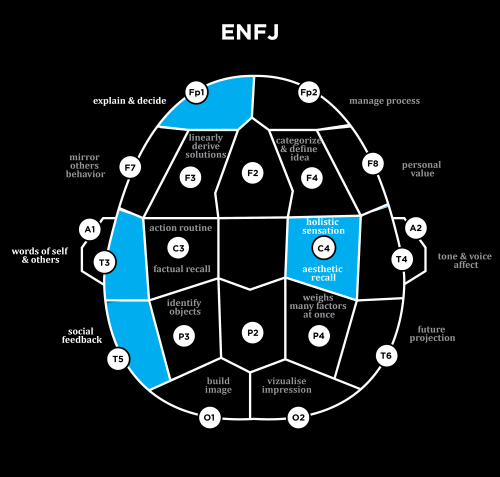 ENFJ
Fp1
Fp2
explain & decide
manage process
linearly
derive
solutions
categorize
& define
idea
mirror
others
behavior
F7
F3
F2
F4
F8
personal
value
A1
action routine
holistic
sensation
A2
words of self
& others
T3
C3
C4
T4
tone & voice
affect
factual recall
aesthetic
recall
identify
objects
weighs
many factors
at once
social
feedback
P3
P2
P4
future
projection
T5
T6
build
image
vizualise
impression
O1
O2